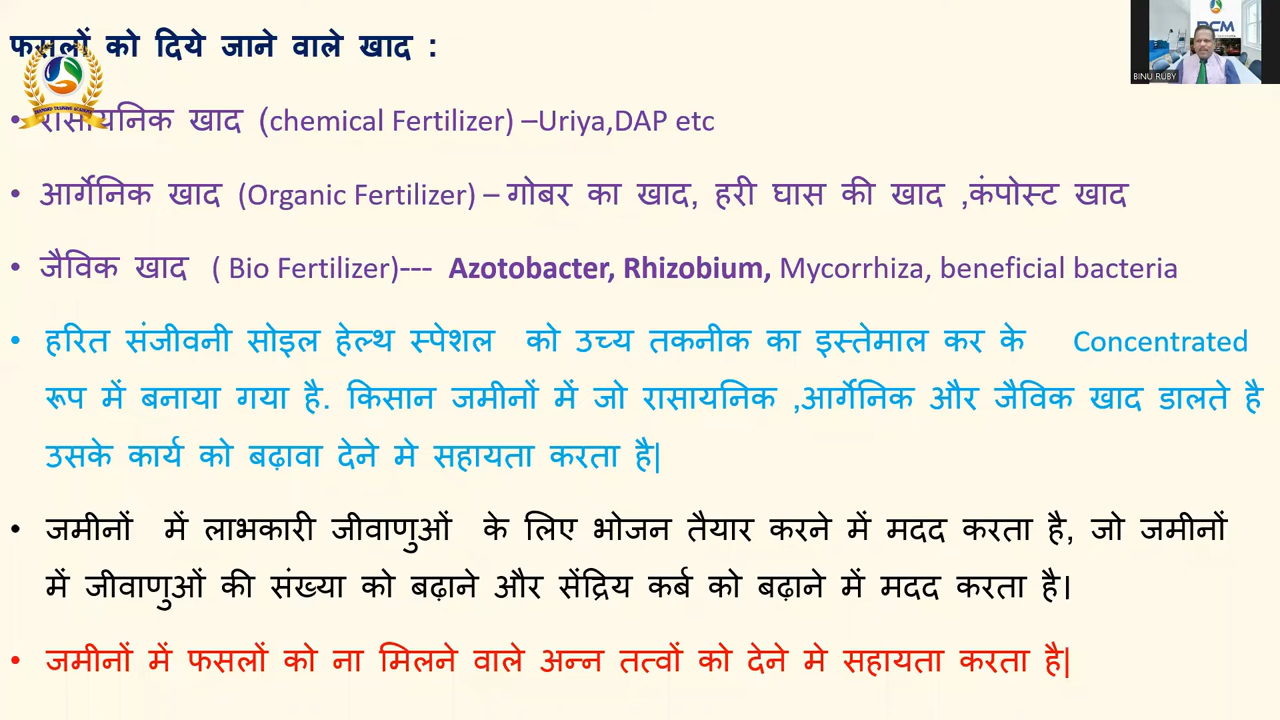 फसलों को दिये जाने वाले खाद :
DCM
BINU RUBY
• रासायनिक खाद (chemical Fertilizer) –Uriya,DAP etc
• आर्गेनिक खाद (Organic Fertilizer) – गोबर का खाद, हरी घास की खाद ,कंपोस्ट खाद
• जैविक खाद ( Bio Fertilizer)--- Azotobacter, Rhizobium, Mycorrhiza, beneficial bacteria
• हरित संजीवनी सोइल हेल्थ स्पेशल को उच्य तकनीक का इस्तेमाल कर के Concentrated
रूप में बनाया गया है. किसान जमीनों में जो रासायनिक ,आर्गेनिक और जैविक खाद डालते है
उसके कार्य को बढ़ावा देने मे सहायता करता है|
• जमीनों में लाभकारी जीवाणुओं के लिए भोजन तैयार करने में मदद करता है, जो जमीनों
में जीवाणुओं की संख्या को बढ़ाने और सेंद्रिय कर्ब को बढ़ाने में मदद करता है।
• जमीनों में फसलों को ना मिलने वाले अन्न तत्वों को देने मे सहायता करता है|